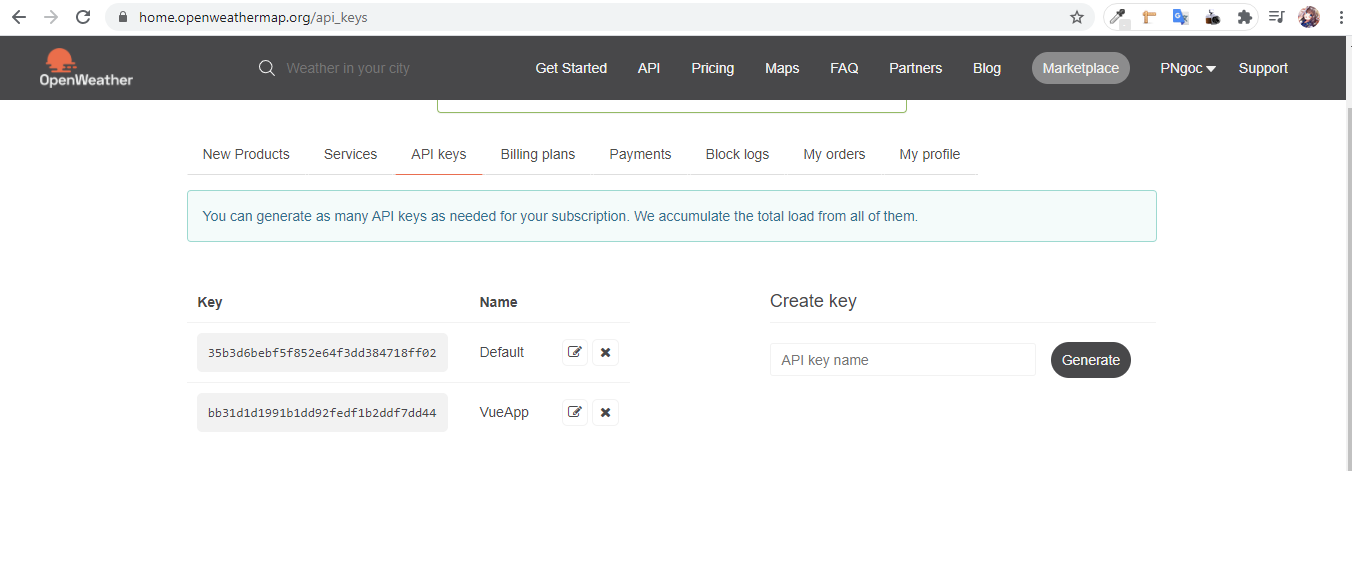 home.openweathermap.org/api_keys
OpenWeather
Weather in your city
Get Started API Pricing Maps FAQ Partners Blog Marketplace PNgoc Support
New Products Services API keys Billing plans Payments Block logs My orders My profile
You can generate as many API keys as needed for your subscription. We accumulate the total load from all of them.
Key Name
35b3d6bebf5f852e64f3dd384718ff02 Default
bb31d1d1991b1dd92fedf1b2ddf7dd44 VueApp
Create key
API key name Generate